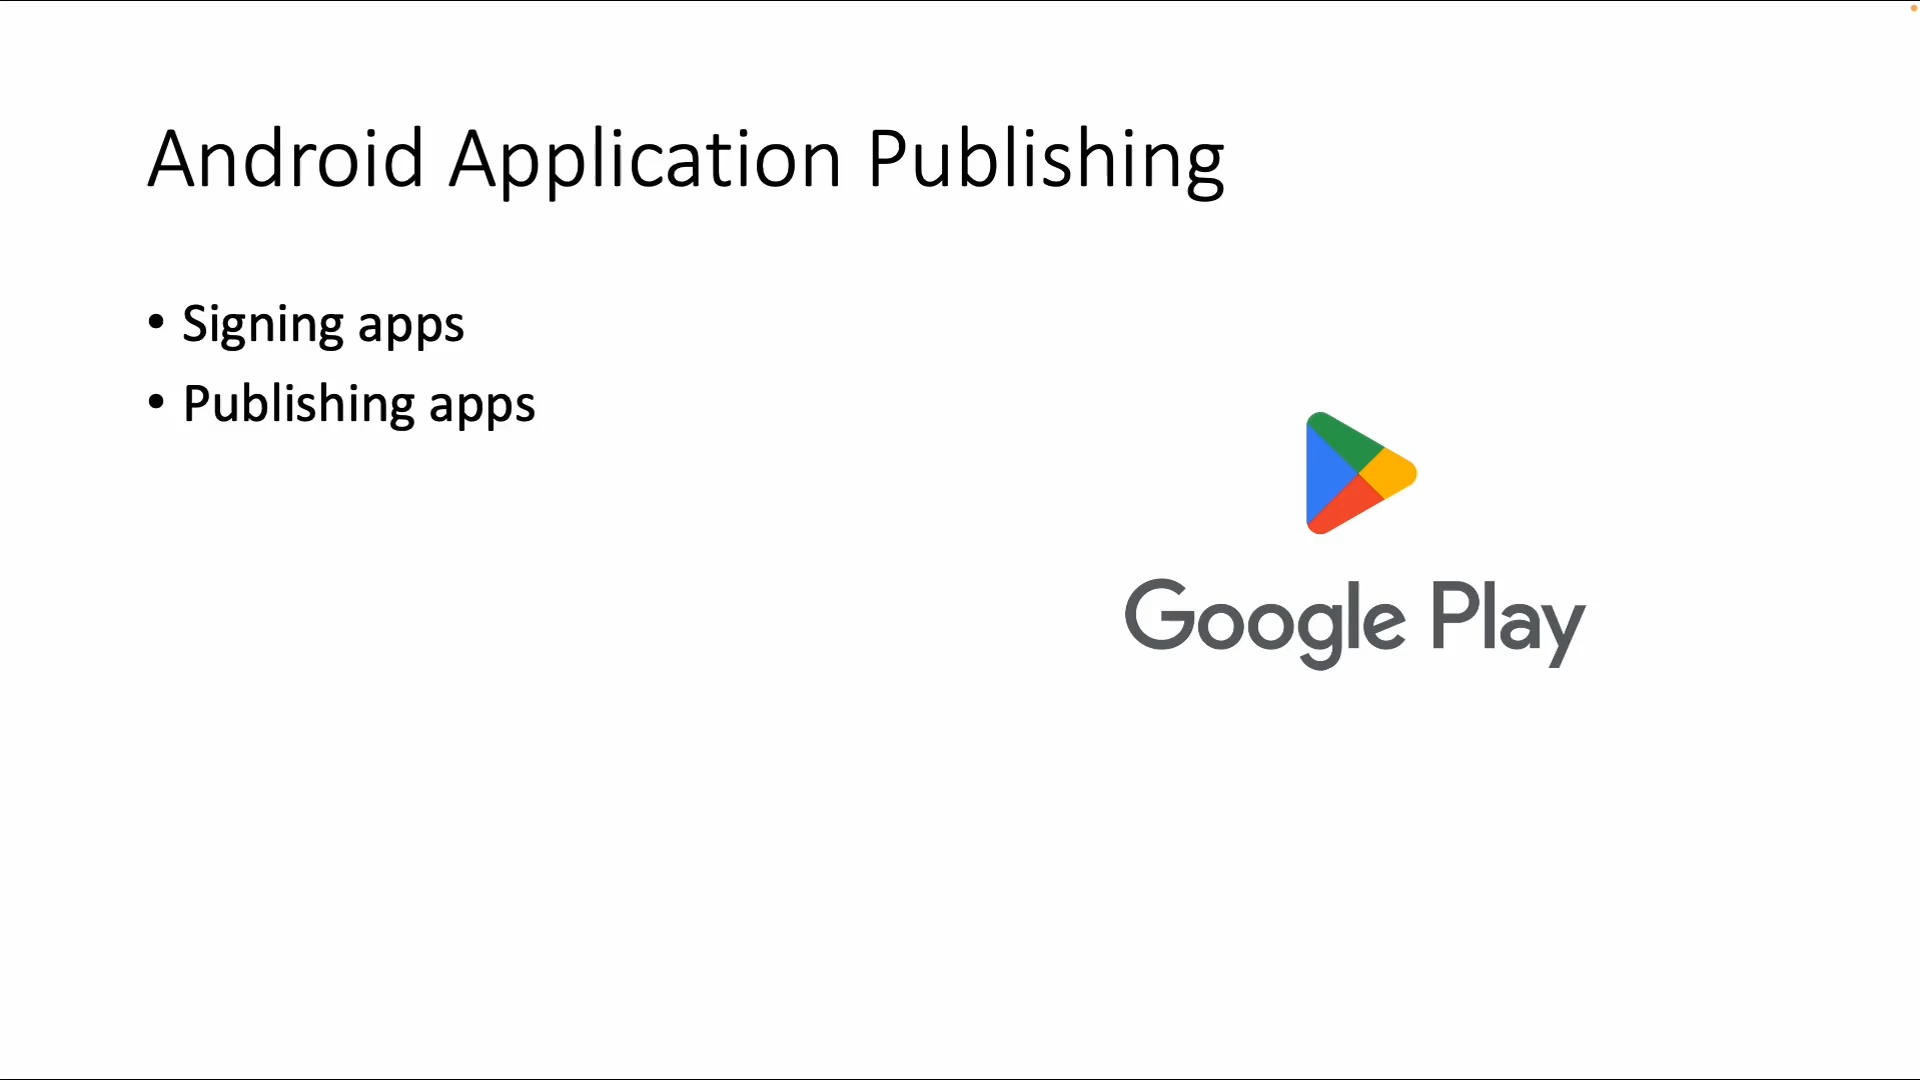 Android Application Publishing
• Signing apps
• Publishing apps
Google Play